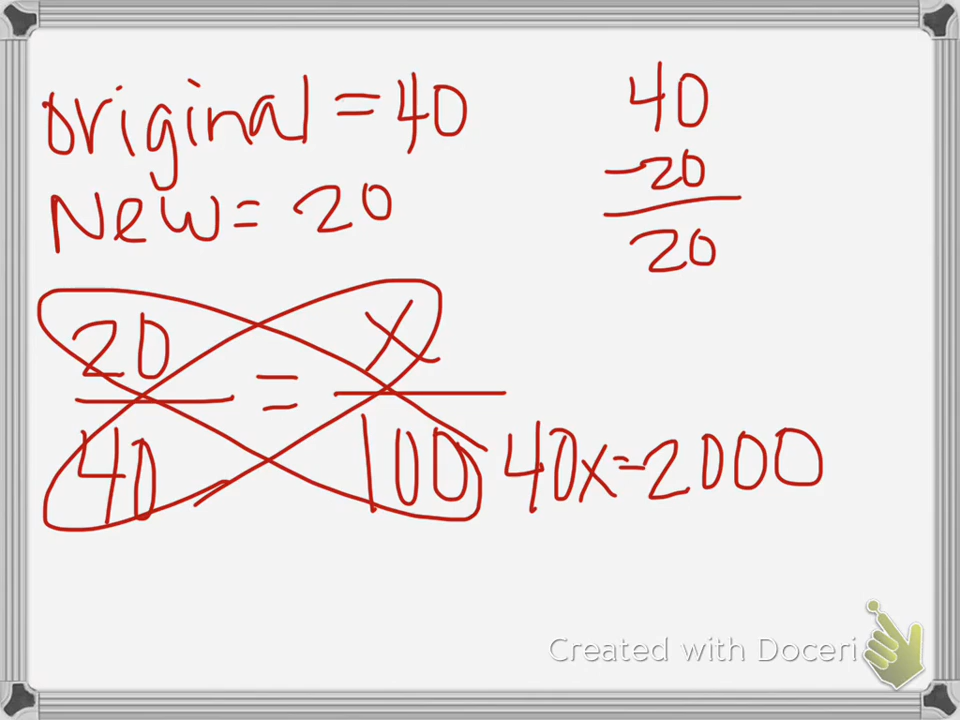 original = 40
New = 20
40
-20
20
20 = x
40 100
40x=2000
Created with Doceri